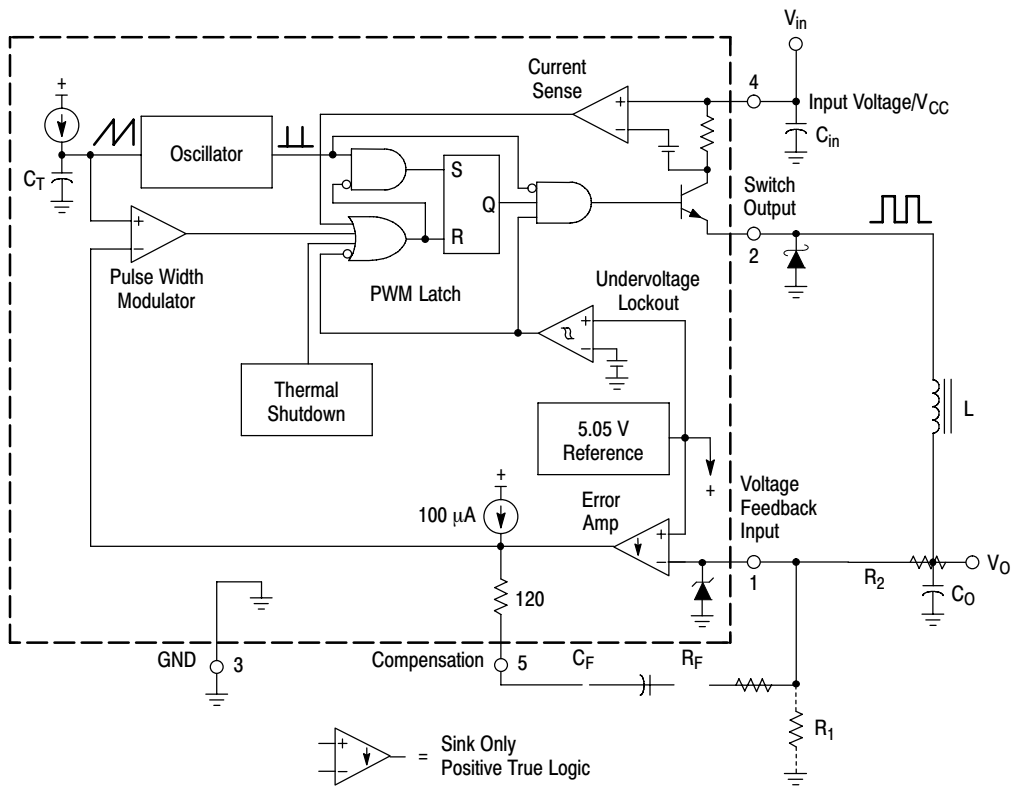 Vin
+
Current
Sense
4
Input Voltage/VCC
+
−
Cin
Oscillator
CT
S
Q
R
Switch
Output
2
+
−
Pulse Width
Modulator
PWM Latch
Undervoltage
Lockout
+
−
Thermal
Shutdown
L
5.05 V
Reference
+
Voltage
Feedback
Input
+
100 µA
Error
Amp
+
−
1
R2
VO
CO
120
GND
3
Compensation
5
CF
RF
R1
+
−
=
Sink Only
Positive True Logic